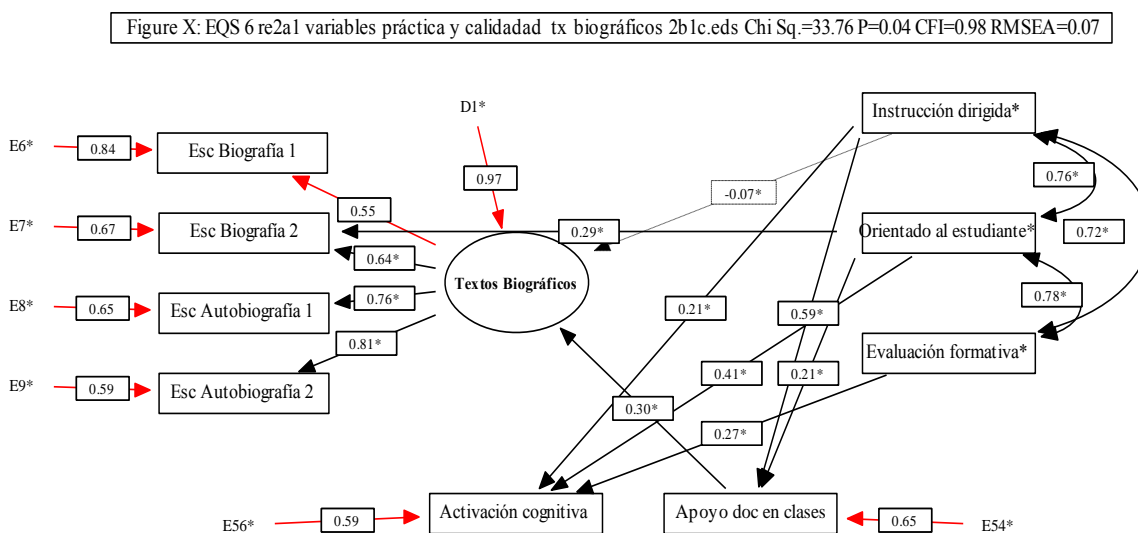 Figure X: EQS 6 re2a1 variables práctica y calidadad tx biográficos 2b1c.eds Chi Sq.=33.76 P=0.04 CFI=0.98 RMSEA=0.07
D1*
Instrucción dirigida*
E6*
0.84
Esc Biografía 1
0.97
-0.07*
0.76*
0.55
E7*
0.67
Esc Biografía 2
0.29*
Orientado al estudiante*
0.72*
0.64*
Textos Biográficos
E8*
0.65
Esc Autobiografía 1
0.76*
0.21*
0.59*
0.78*
0.81*
Evaluación formativa*
E9*
0.59
Esc Autobiografía 2
0.41*
0.21*
0.30*
0.27*
E56*
0.59
Activación cognitiva
Apoyo doc en clases
0.65
E54*